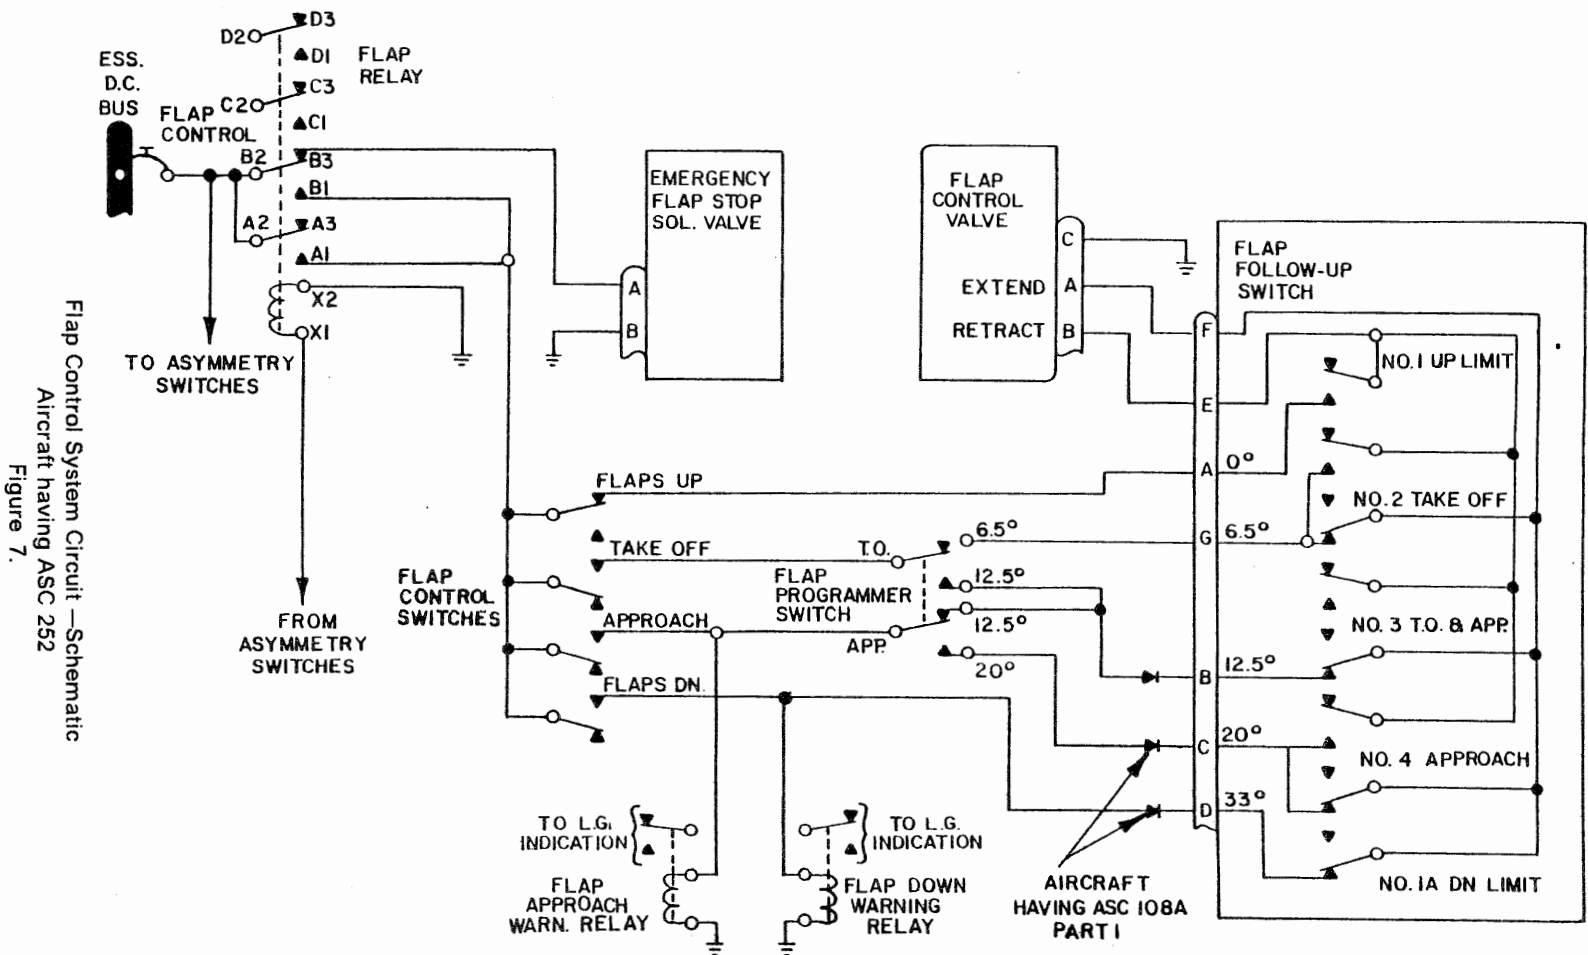 D3
D2
D1
FLAP
RELAY
ESS.
D.C.
BUS
C3
C2
FLAP
CONTROL
C1
B2
B3
B1
A2
A3
A1
X2
X1
TO ASYMMETRY
SWITCHES
FROM
ASYMMETRY
SWITCHES
EMERGENCY
FLAP STOP
SOL. VALVE
A
B
FLAP
CONTROL
VALVE
C
EXTEND
A
RETRACT
B
FLAP
FOLLOW-UP
SWITCH
F
E
A
0°
G
6.5°
B
12.5°
C
20°
D
33°
NO. 1 UP LIMIT
NO. 2 TAKE OFF
NO. 3 T.O. & APP.
NO. 4 APPROACH
NO. 1A DN LIMIT
FLAPS UP
TAKE OFF
APPROACH
FLAPS DN.
FLAP
CONTROL
SWITCHES
T.O.
FLAP
PROGRAMMER
SWITCH
APP.
6.5°
12.5°
12.5°
20°
TO L.G.
INDICATION
FLAP
APPROACH
WARN. RELAY
TO L.G.
INDICATION
FLAP DOWN
WARNING
RELAY
AIRCRAFT
HAVING ASC 108A
PART 1
Flap Control System Circuit—Schematic
Aircraft having ASC 252
Figure 7.